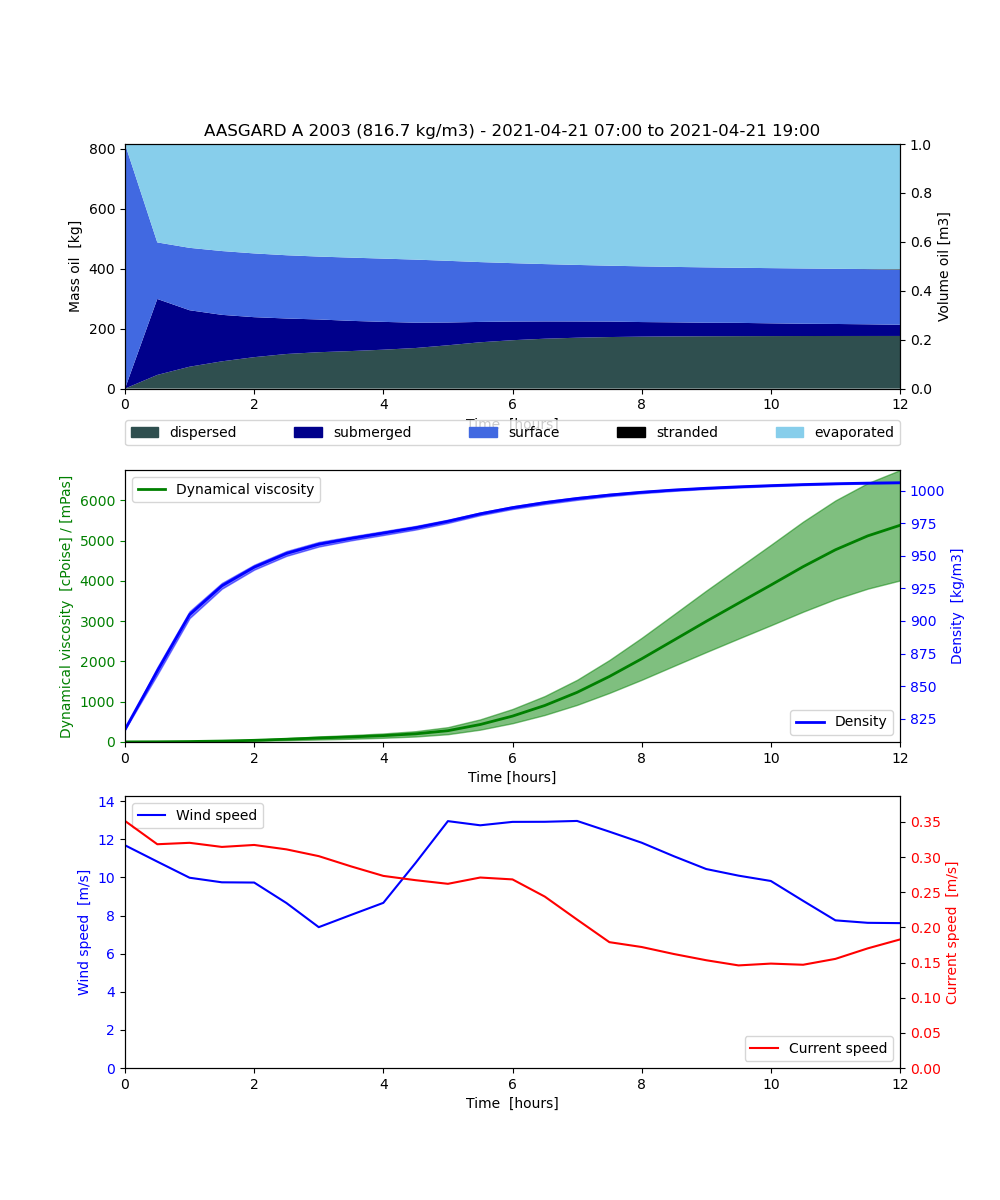 AASGARD A 2003 (816.7 kg/m3) - 2021-04-21 07:00 to 2021-04-21 19:00
800
600
400
200
0
Mass oil [kg]
1.0
0.8
0.6
0.4
0.2
0.0
Volume oil [m3]
0 2 4 6 8 10 12
Time [hours]
dispersed submerged surface stranded evaporated
Dynamical viscosity
6000
5000
4000
3000
2000
1000
0
Dynamical viscosity [cPoise] / [mPas]
1000
975
950
925
900
875
850
825
Density [kg/m3]
Density
0 2 4 6 8 10 12
Time [hours]
Wind speed
14
12
10
8
6
4
2
0
Wind speed [m/s]
0.35
0.30
0.25
0.20
0.15
0.10
0.05
0.00
Current speed [m/s]
Current speed
0 2 4 6 8 10 12
Time [hours]